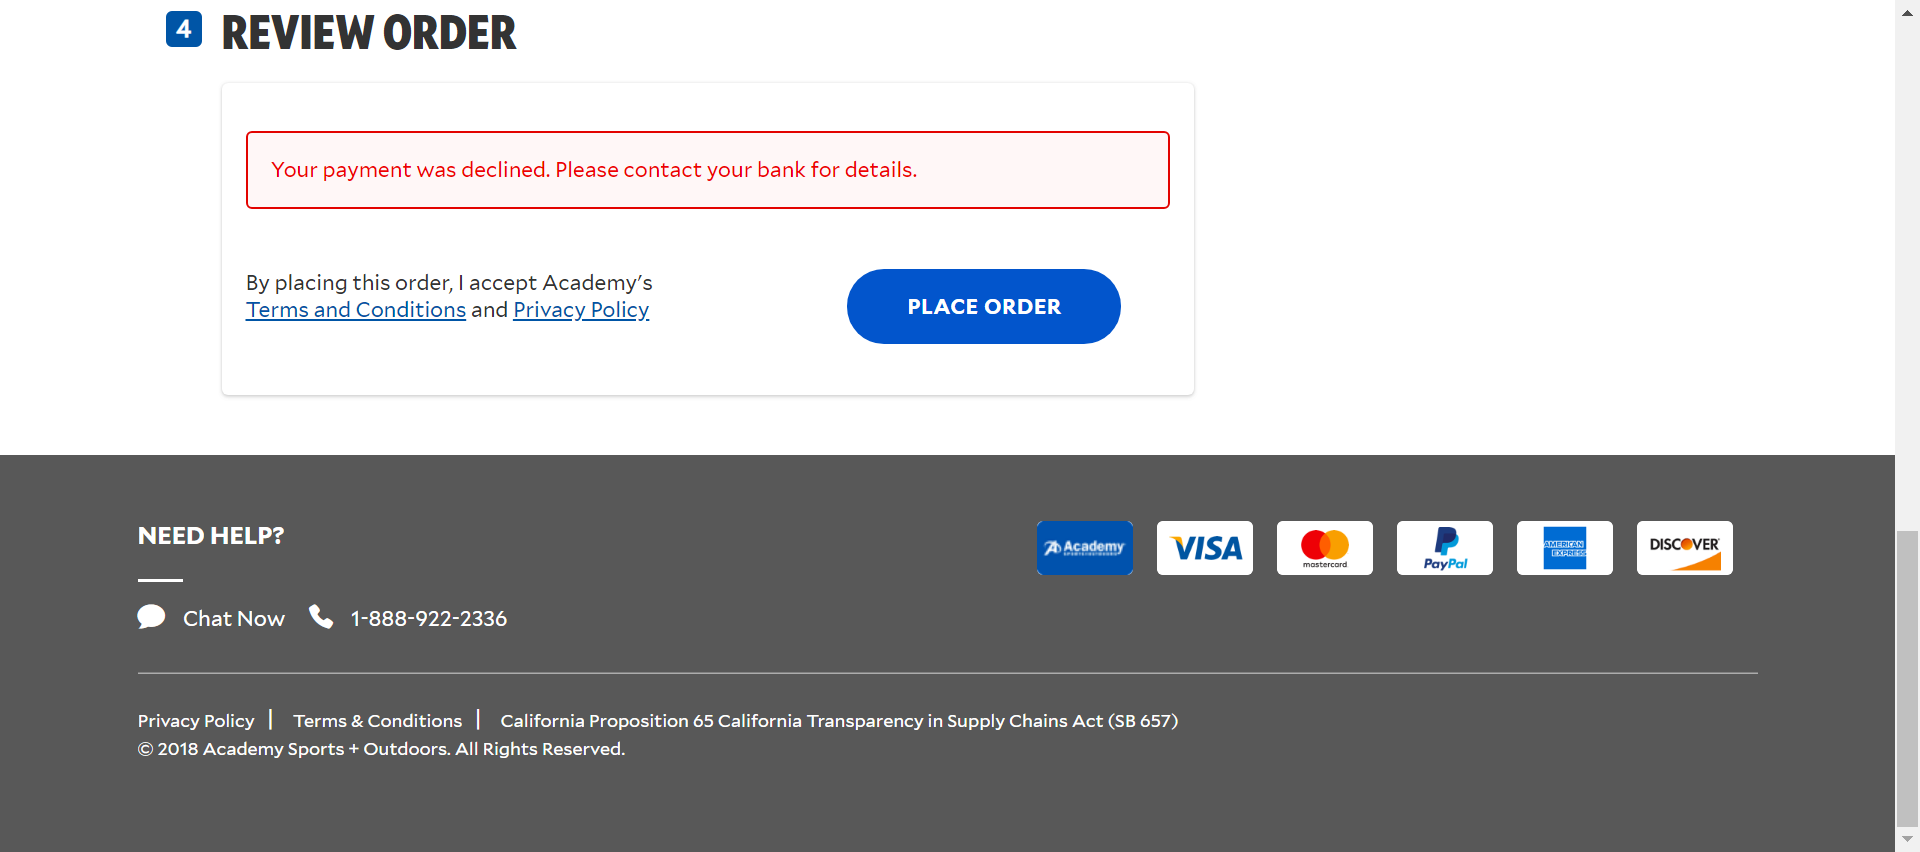 4 REVIEW ORDER
Your payment was declined. Please contact your bank for details.
By placing this order, I accept Academy's
Terms and Conditions and Privacy Policy
PLACE ORDER
NEED HELP?
Academy
VISA
mastercard
PayPal
AMERICAN
EXPRESS
DISCOVER
Chat Now 1-888-922-2336
Privacy Policy | Terms & Conditions | California Proposition 65 California Transparency in Supply Chains Act (SB 657)
© 2018 Academy Sports + Outdoors. All Rights Reserved.